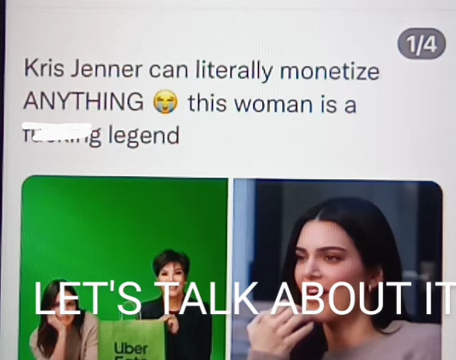 1/4
Kris Jenner can literally monetize
ANYTHING 😭 this woman is a
legend
LET'S TALK ABOUT IT
Uber